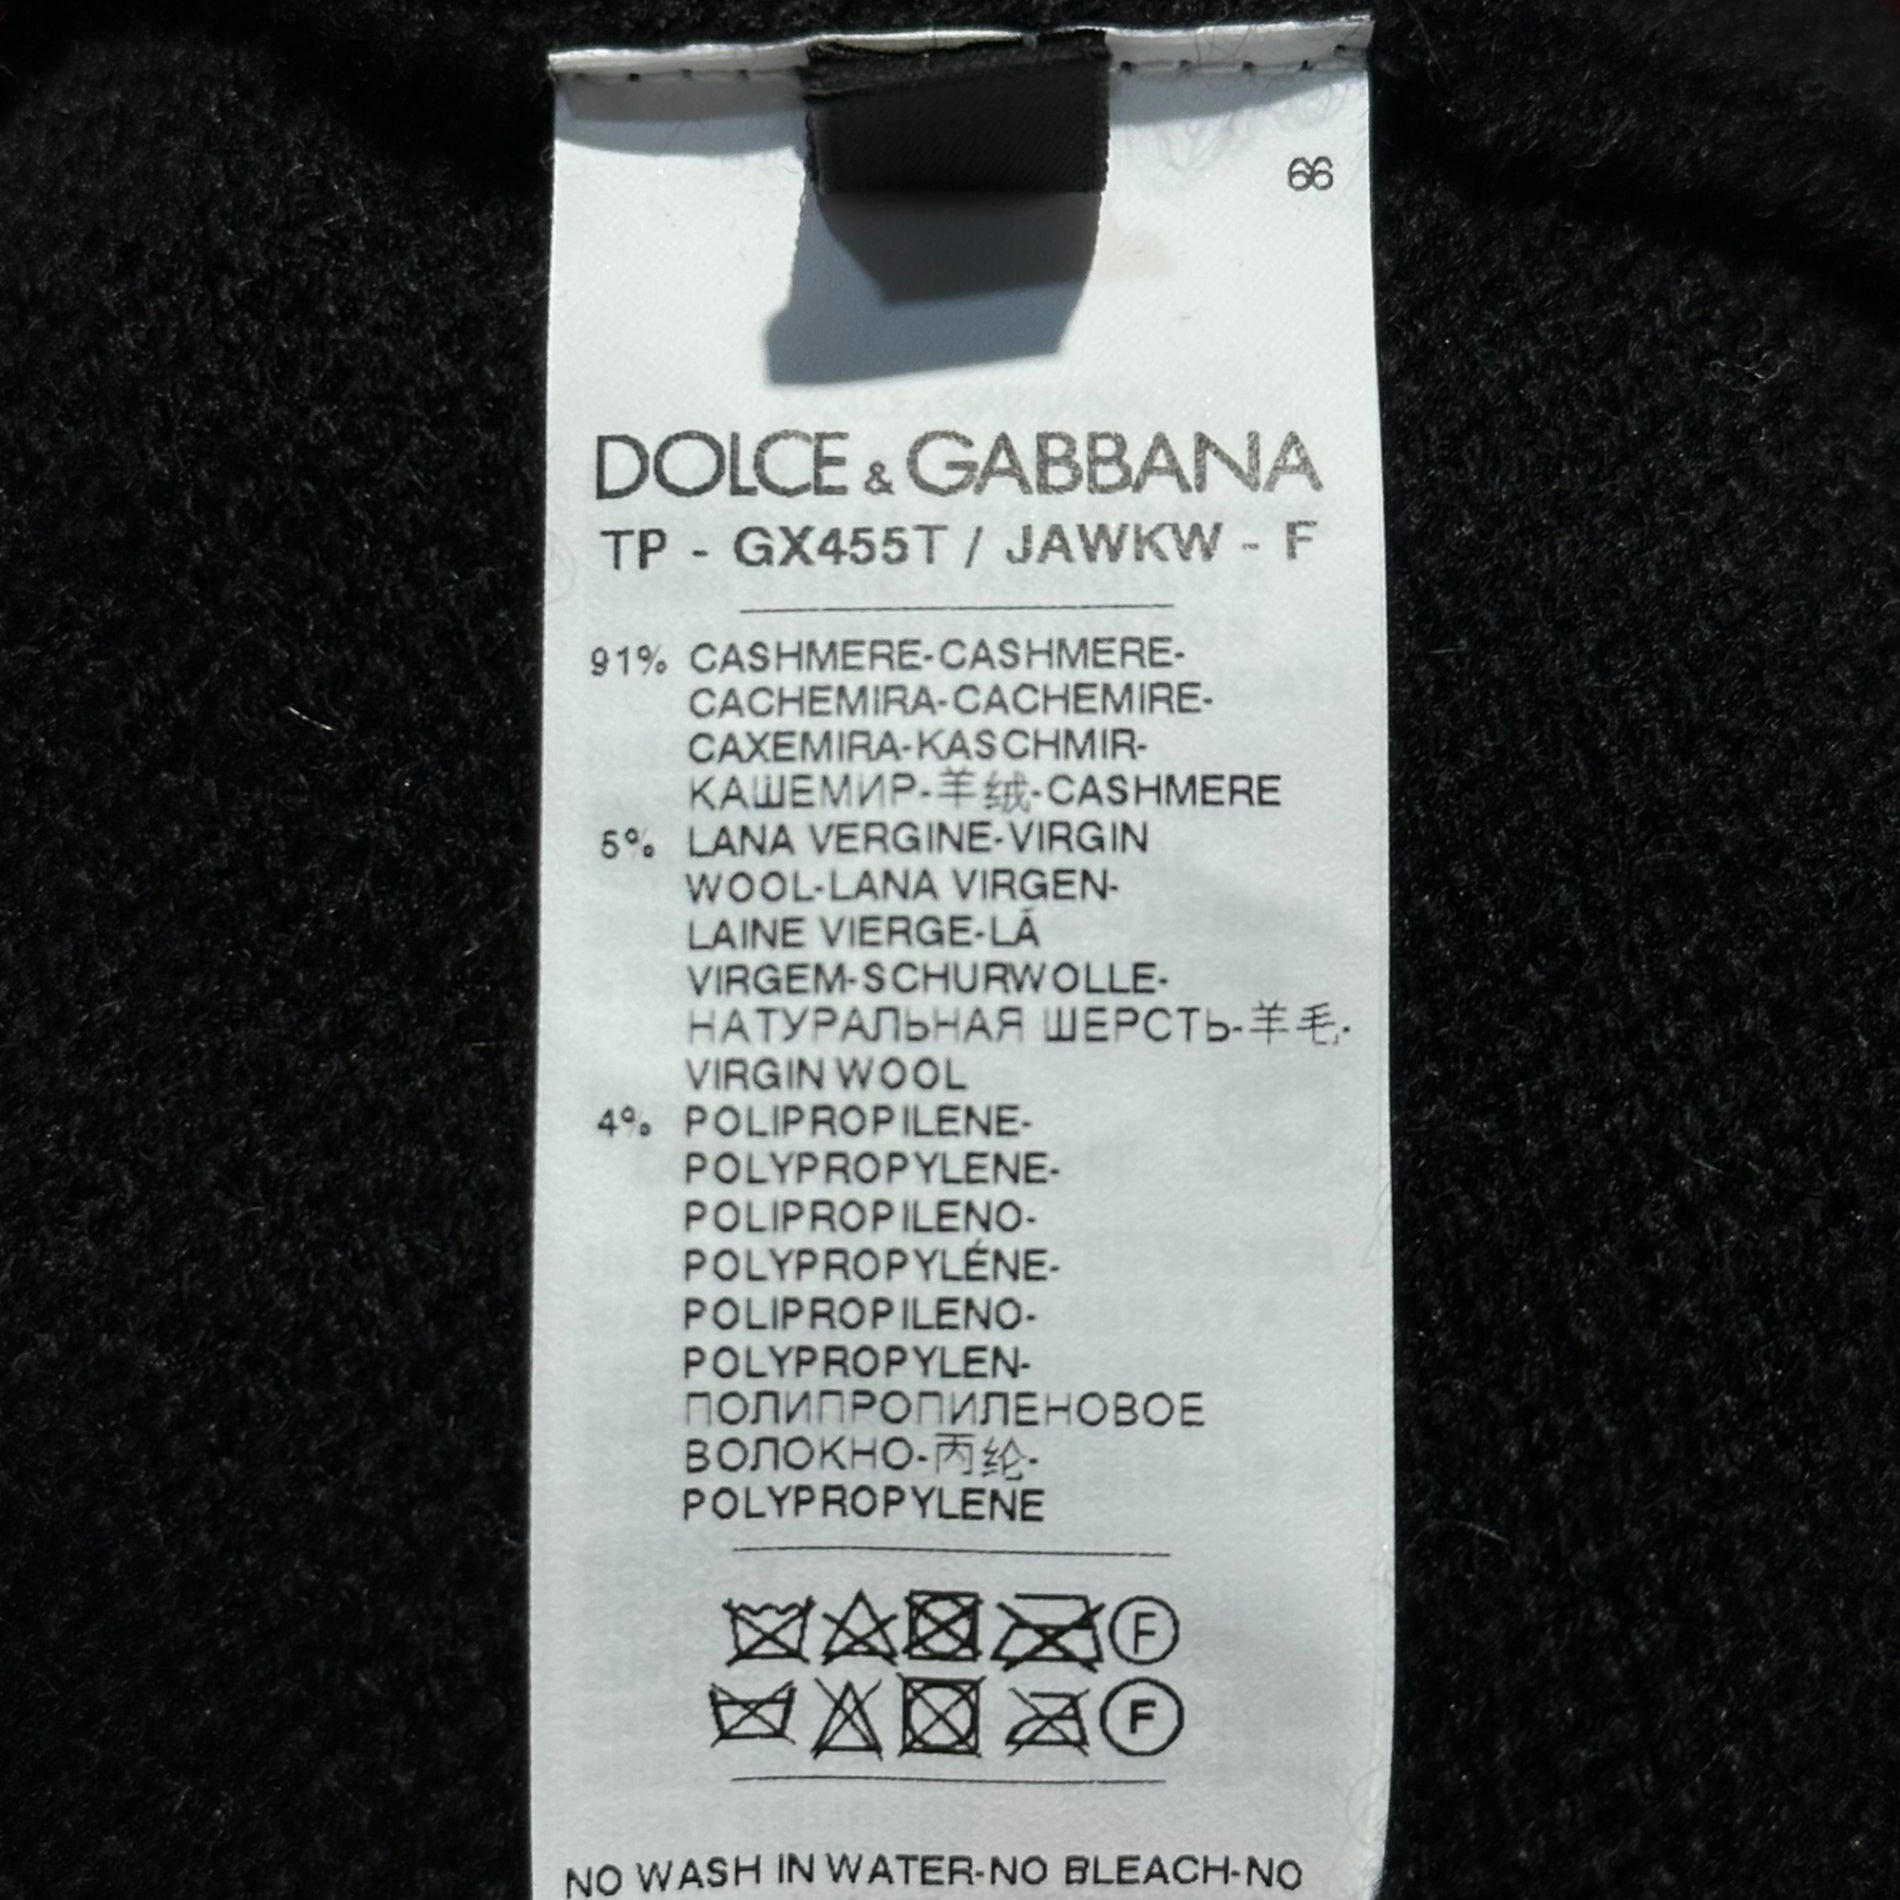 66
DOLCE & GABBANA
TP - GX455T / JAWKW - F
91% CASHMERE-CASHMERE-
CACHEMIRA-CACHEMIRE-
CAXEMIRA-KASCHMIR-
КАШЕМИР-羊绒-CASHMERE
5% LANA VERGINE-VIRGIN
WOOL-LANA VIRGEN-
LAINE VIERGE-LÃ
VIRGEM-SCHURWOLLE-
НАТУРАЛЬНАЯ ШЕРСТЬ-羊毛-
VIRGIN WOOL
4% POLIPROPILENE-
POLYPROPYLENE-
POLIPROPILENO-
POLYPROPYLÉNE-
POLIPROPILENO-
POLYPROPYLEN-
ПОЛИПРОПИЛЕНОВОЕ
ВОЛОКНО-丙纶-
POLYPROPYLENE
F
F
NO WASH IN WATER-NO BLEACH-NO